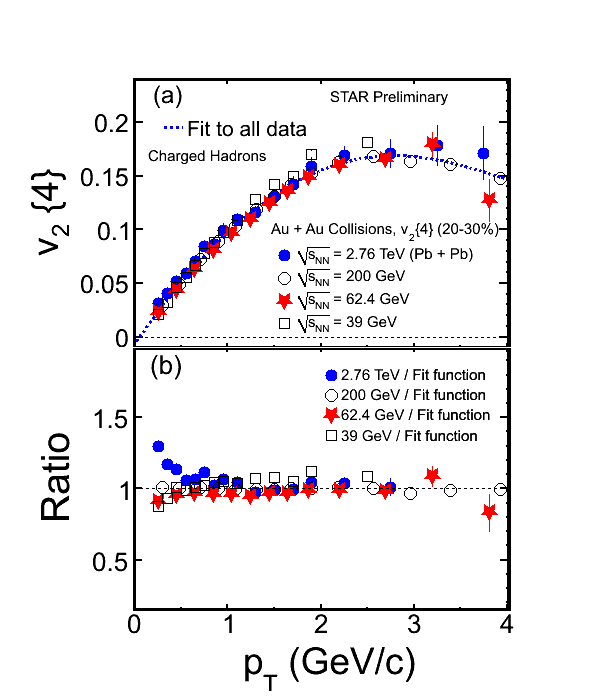 (a)
STAR Preliminary
Fit to all data
Charged Hadrons
0.2
0.15
0.1
0.05
0
v₂ {4}
Au + Au Collisions, v₂{4} (20-30%)
√sNN = 2.76 TeV (Pb + Pb)
√sNN = 200 GeV
√sNN = 62.4 GeV
√sNN = 39 GeV
(b)
2.76 TeV / Fit function
200 GeV / Fit function
62.4 GeV / Fit function
39 GeV / Fit function
1.5
1
0.5
Ratio
0 1 2 3 4
pT (GeV/c)